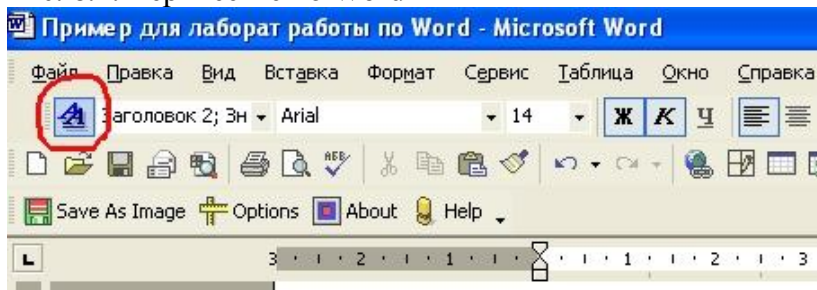 Пример для лаборат работы по Word - Microsoft Word
Файл Правка Вид Вставка Формат Сервис Таблица Окно Справка
Заголовок 2; Зн Arial 14 Ж К Ч
Save As Image Options About Help
3 2 1 1 2 3